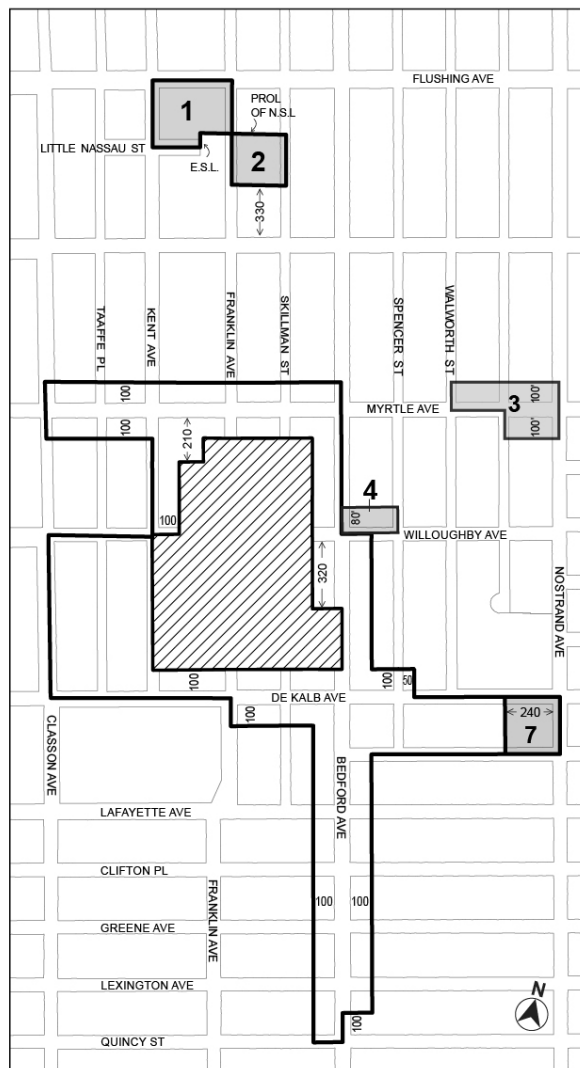 FLUSHING AVE
1
PROL
OF N.S.L
LITTLE NASSAU ST
E.S.L.
2
330
TAAFFE PL
KENT AVE
FRANKLIN AVE
SKILLMAN ST
SPENCER ST
WALWORTH ST
100
100'
MYRTLE AVE
3
100
210
100'
4
100
80'
WILLOUGHBY AVE
320
NOSTRAND AVE
100
100
50
DE KALB AVE
100
240
7
CLASSON AVE
BEDFORD AVE
LAFAYETTE AVE
CLIFTON PL
FRANKLIN AVE
100
100
GREENE AVE
LEXINGTON AVE
N
100
QUINCY ST